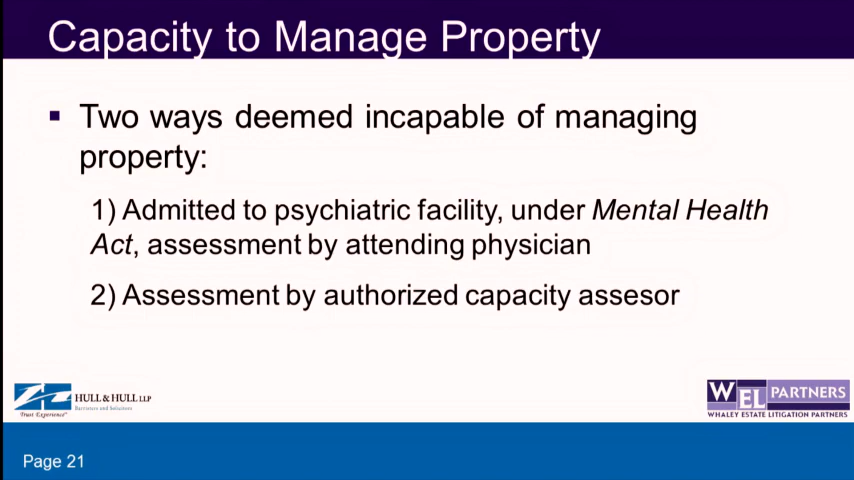 Capacity to Manage Property
▪ Two ways deemed incapable of managing
property:
1) Admitted to psychiatric facility, under Mental Health
Act, assessment by attending physician
2) Assessment by authorized capacity assesor
HULL & HULL LLP
Barristers and Solicitors
Trust Experience
WEL PARTNERS
WHALEY ESTATE LITIGATION PARTNERS
Page 21